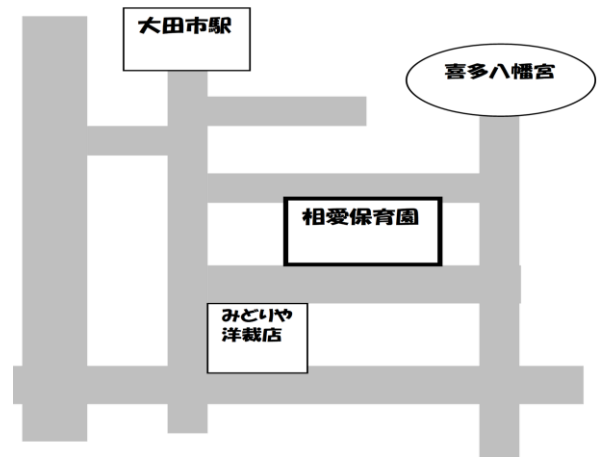 大田市駅
喜多八幡宮
相愛保育園
みどりや
洋裁店